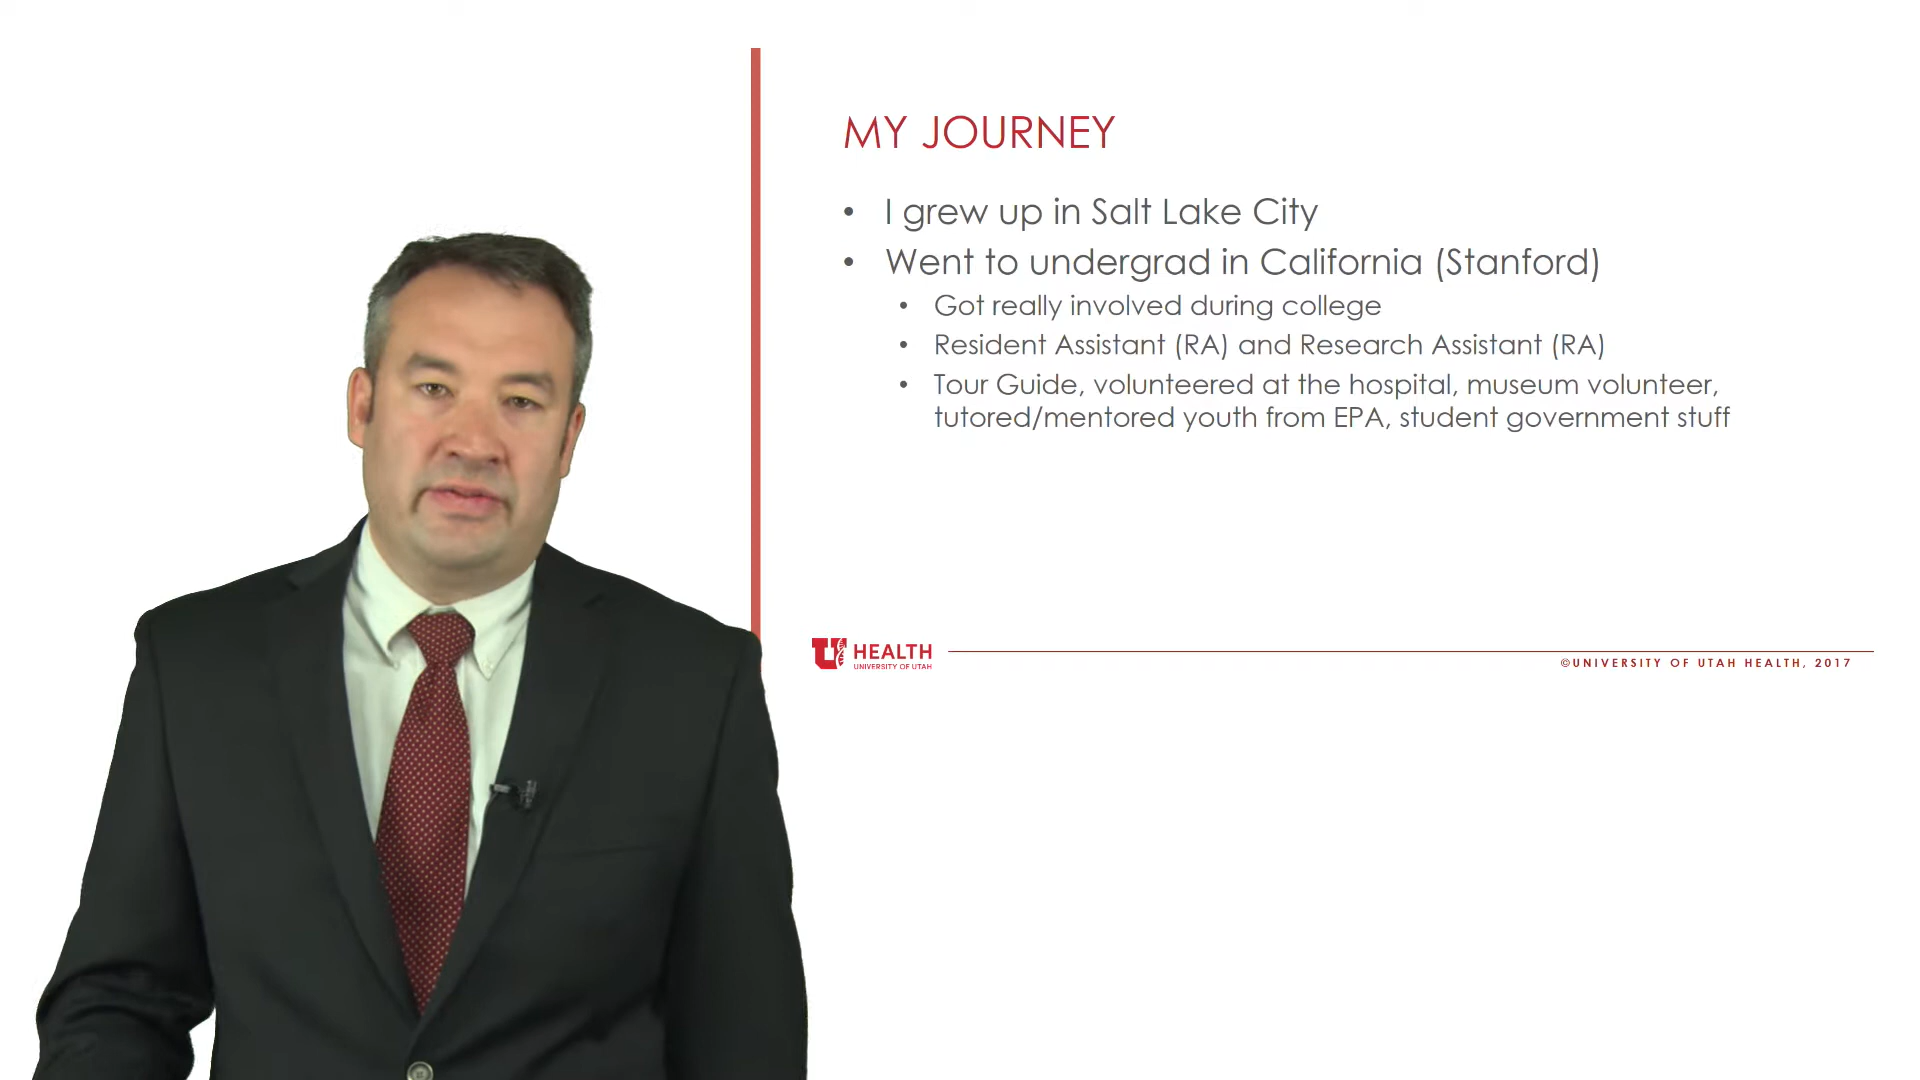 MY JOURNEY
• I grew up in Salt Lake City
• Went to undergrad in California (Stanford)
• Got really involved during college
• Resident Assistant (RA) and Research Assistant (RA)
• Tour Guide, volunteered at the hospital, museum volunteer,
tutored/mentored youth from EPA, student government stuff
U HEALTH
UNIVERSITY OF UTAH
©UNIVERSITY OF UTAH HEALTH, 2017